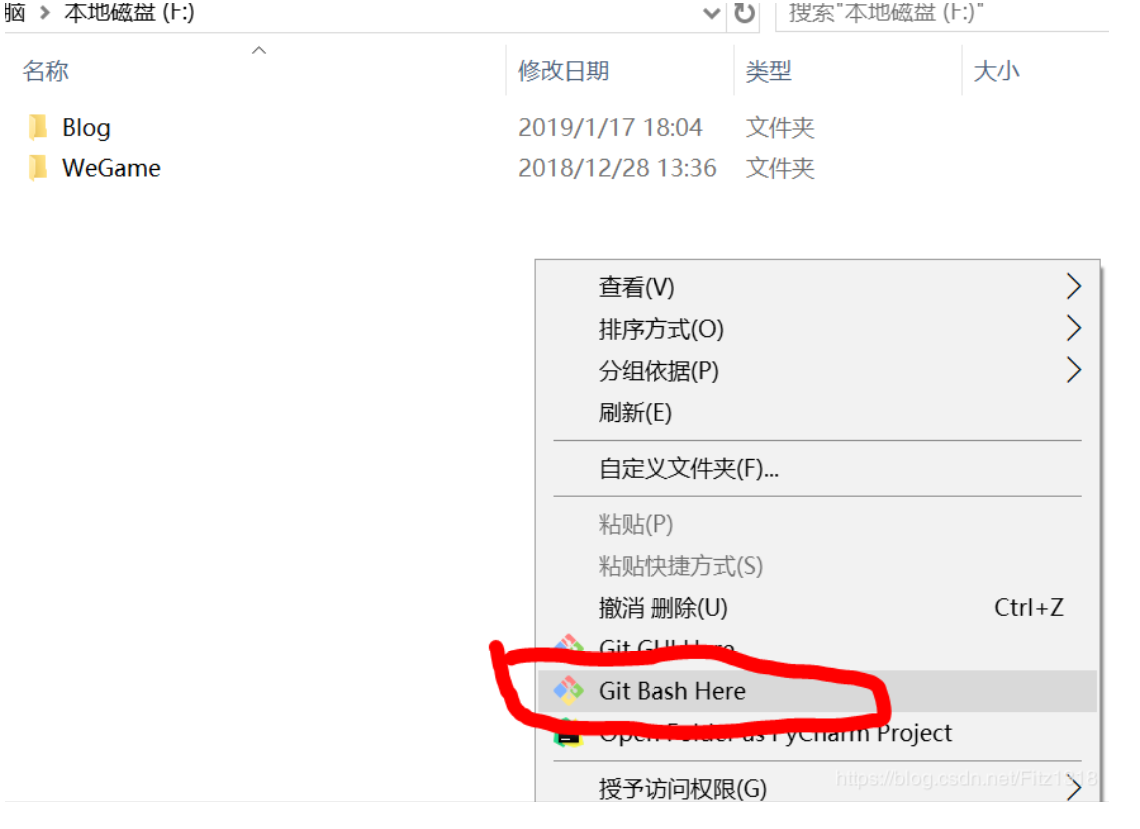 脑 > 本地磁盘 (F:) 搜索"本地磁盘 (F:)"
名称 修改日期 类型 大小
Blog 2019/1/17 18:04 文件夹
WeGame 2018/12/28 13:36 文件夹
查看(V)
排序方式(O)
分组依据(P)
刷新(E)
自定义文件夹(F)...
粘贴(P)
粘贴快捷方式(S)
撤消 删除(U) Ctrl+Z
Git GUI Here
Git Bash Here
Open Folder as PyCharm Project
授予访问权限(G)
https://blog.csdn.net/Fitz1318